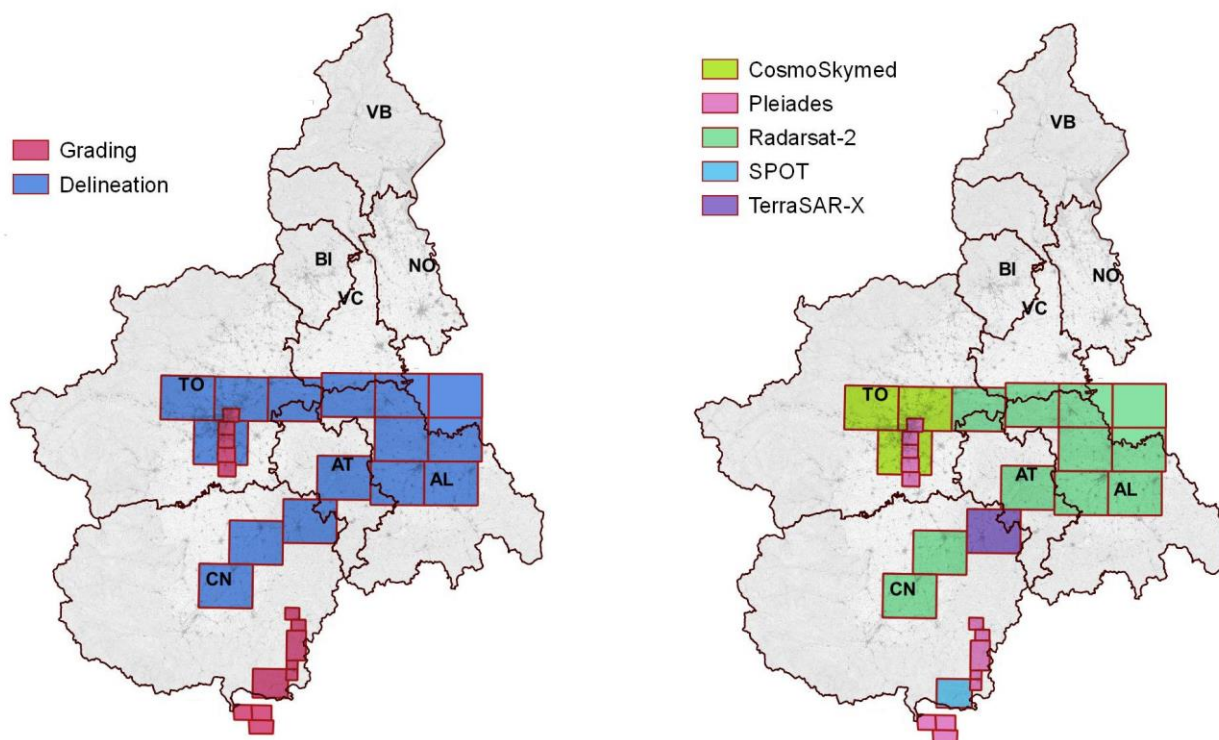 Grading
Delineation
VB
BI
NO
VC
TO
AT
AL
CN
CosmoSkymed
Pleiades
Radarsat-2
SPOT
TerraSAR-X
VB
BI
NO
VC
TO
AT
AL
CN